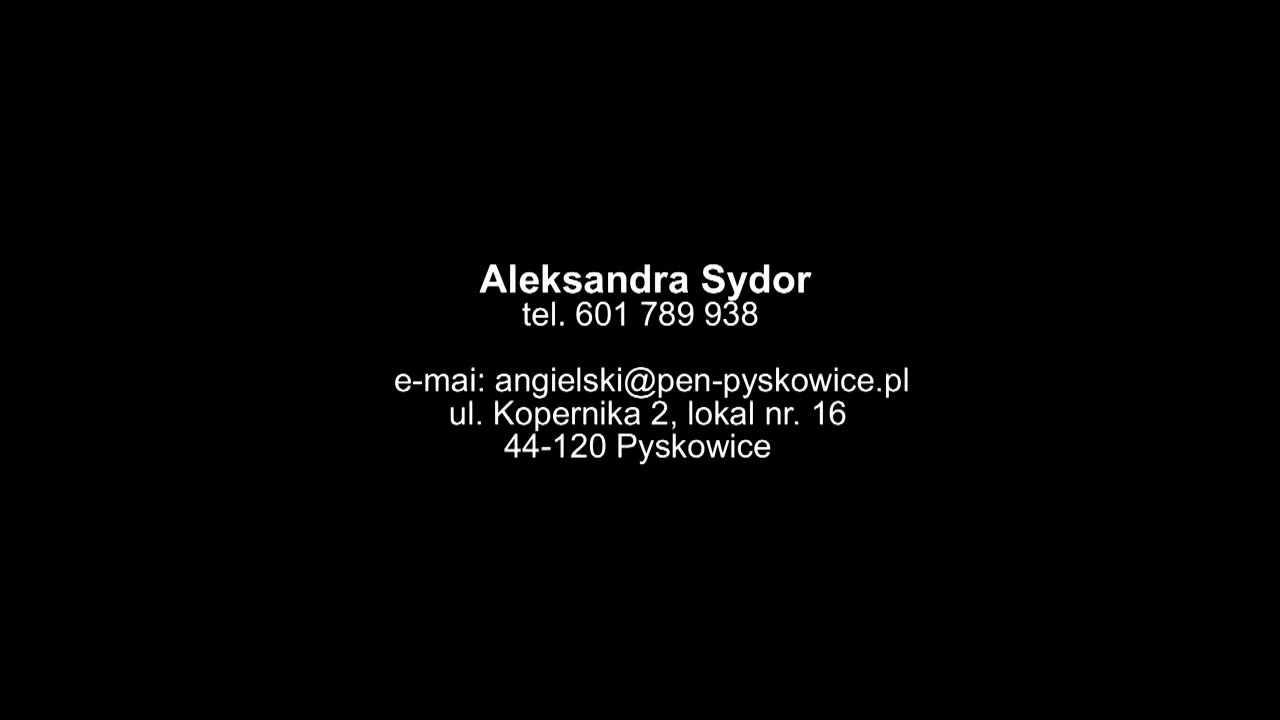 Aleksandra Sydor
tel. 601 789 938
e-mai: angielski@pen-pyskowice.pl
ul. Kopernika 2, lokal nr. 16
44-120 Pyskowice